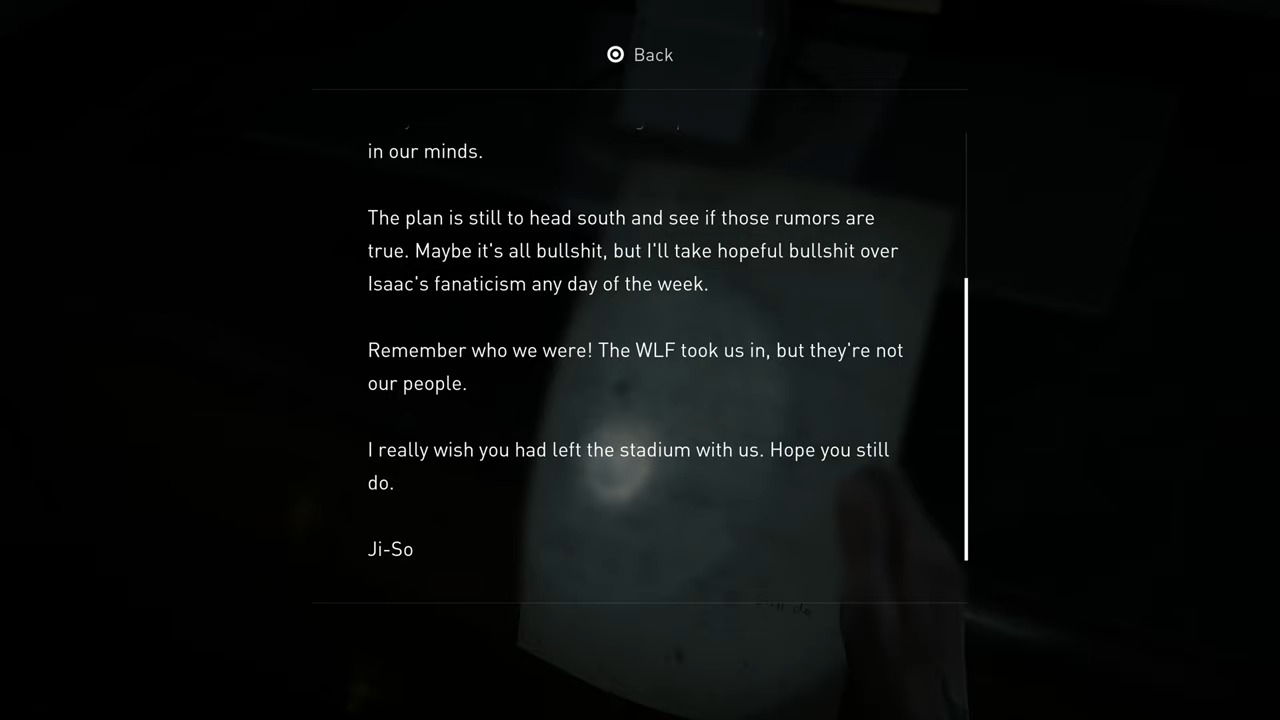 Back
in our minds.
The plan is still to head south and see if those rumors are
true. Maybe it's all bullshit, but I'll take hopeful bullshit over
Isaac's fanaticism any day of the week.
Remember who we were! The WLF took us in, but they're not
our people.
I really wish you had left the stadium with us. Hope you still
do.
Ji-So